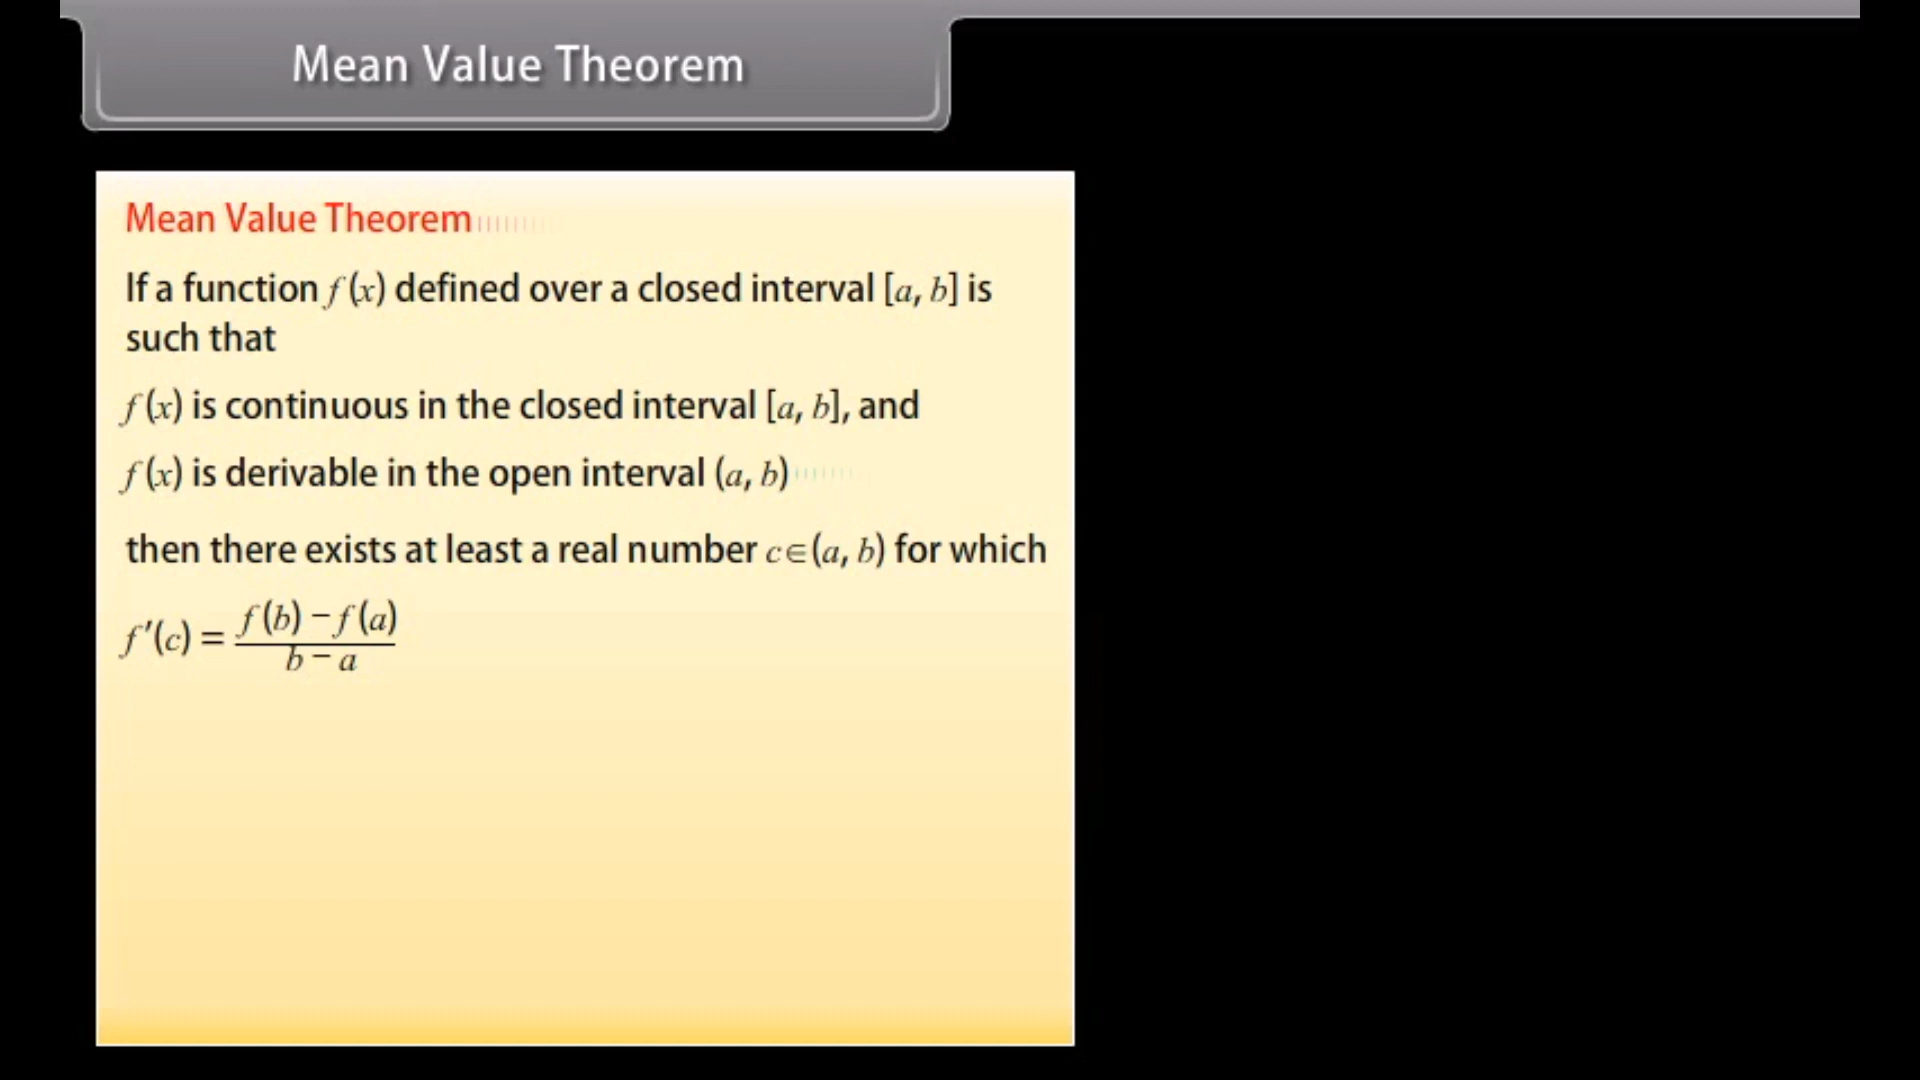 Mean Value Theorem
Mean Value Theorem
If a function f (x) defined over a closed interval [a, b] is
such that
f (x) is continuous in the closed interval [a, b], and
f (x) is derivable in the open interval (a, b)
then there exists at least a real number c∈(a, b) for which
f′(c) = f (b) − f (a) / b − a